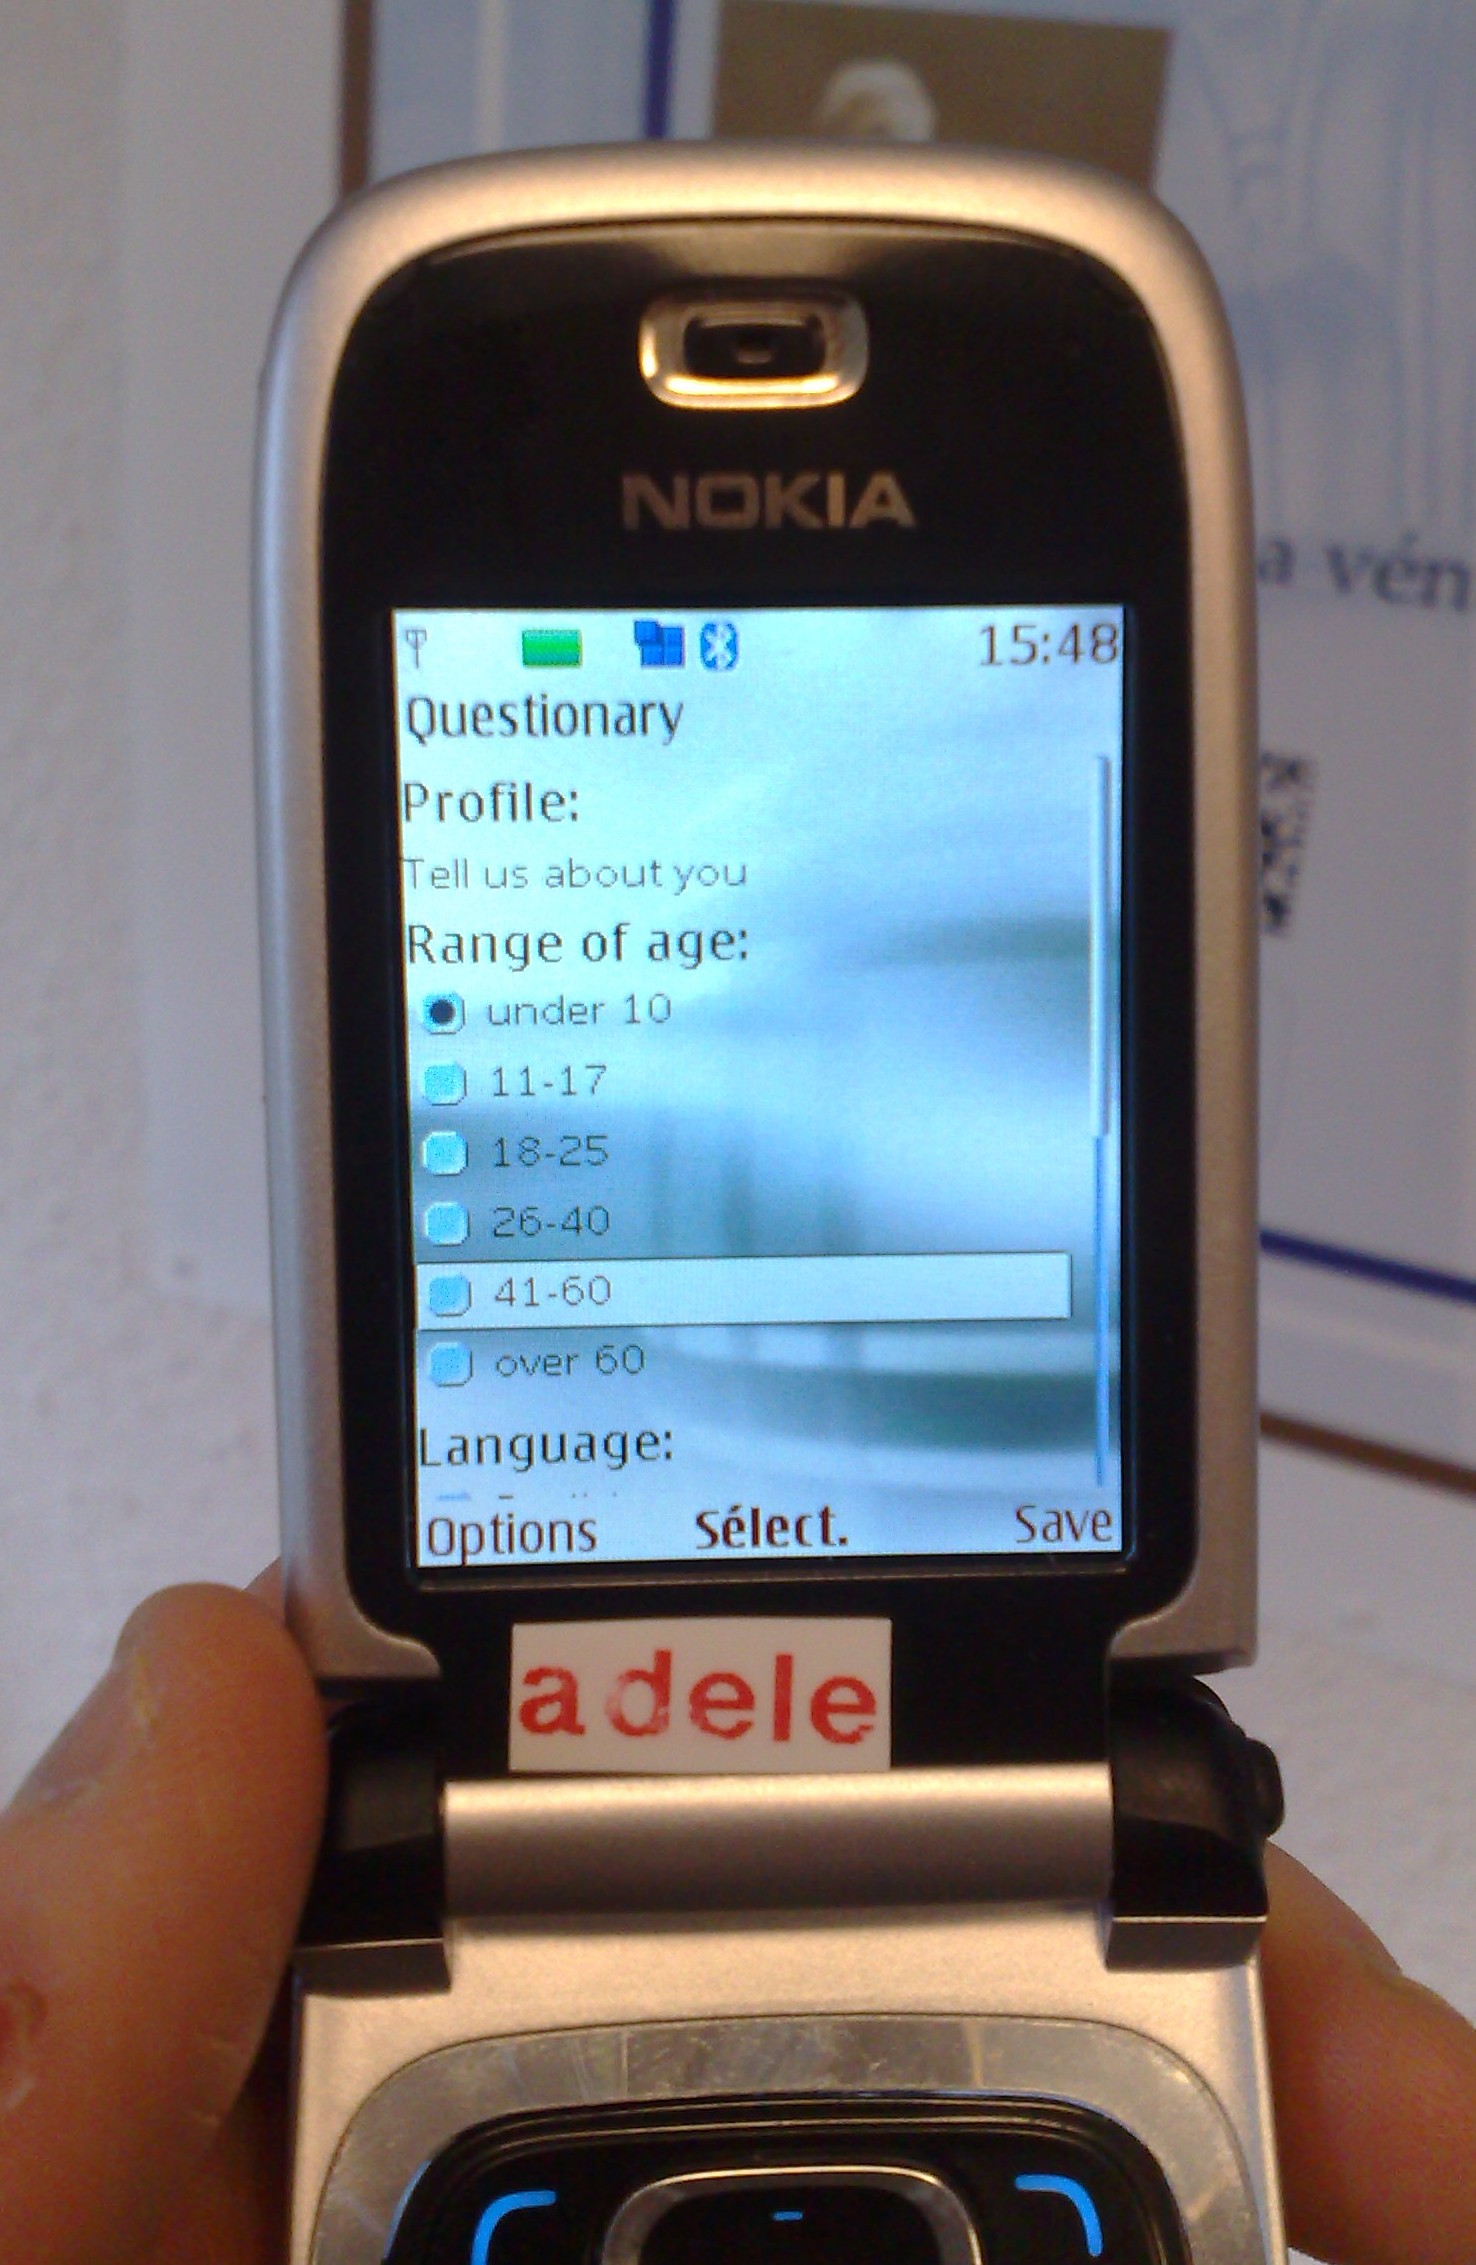 NOKIA
a vén
15:48
Questionary
Profile:
Tell us about you
Range of age:
under 10
11-17
18-25
26-40
41-60
over 60
Language:
Options Sélect. Save
adele